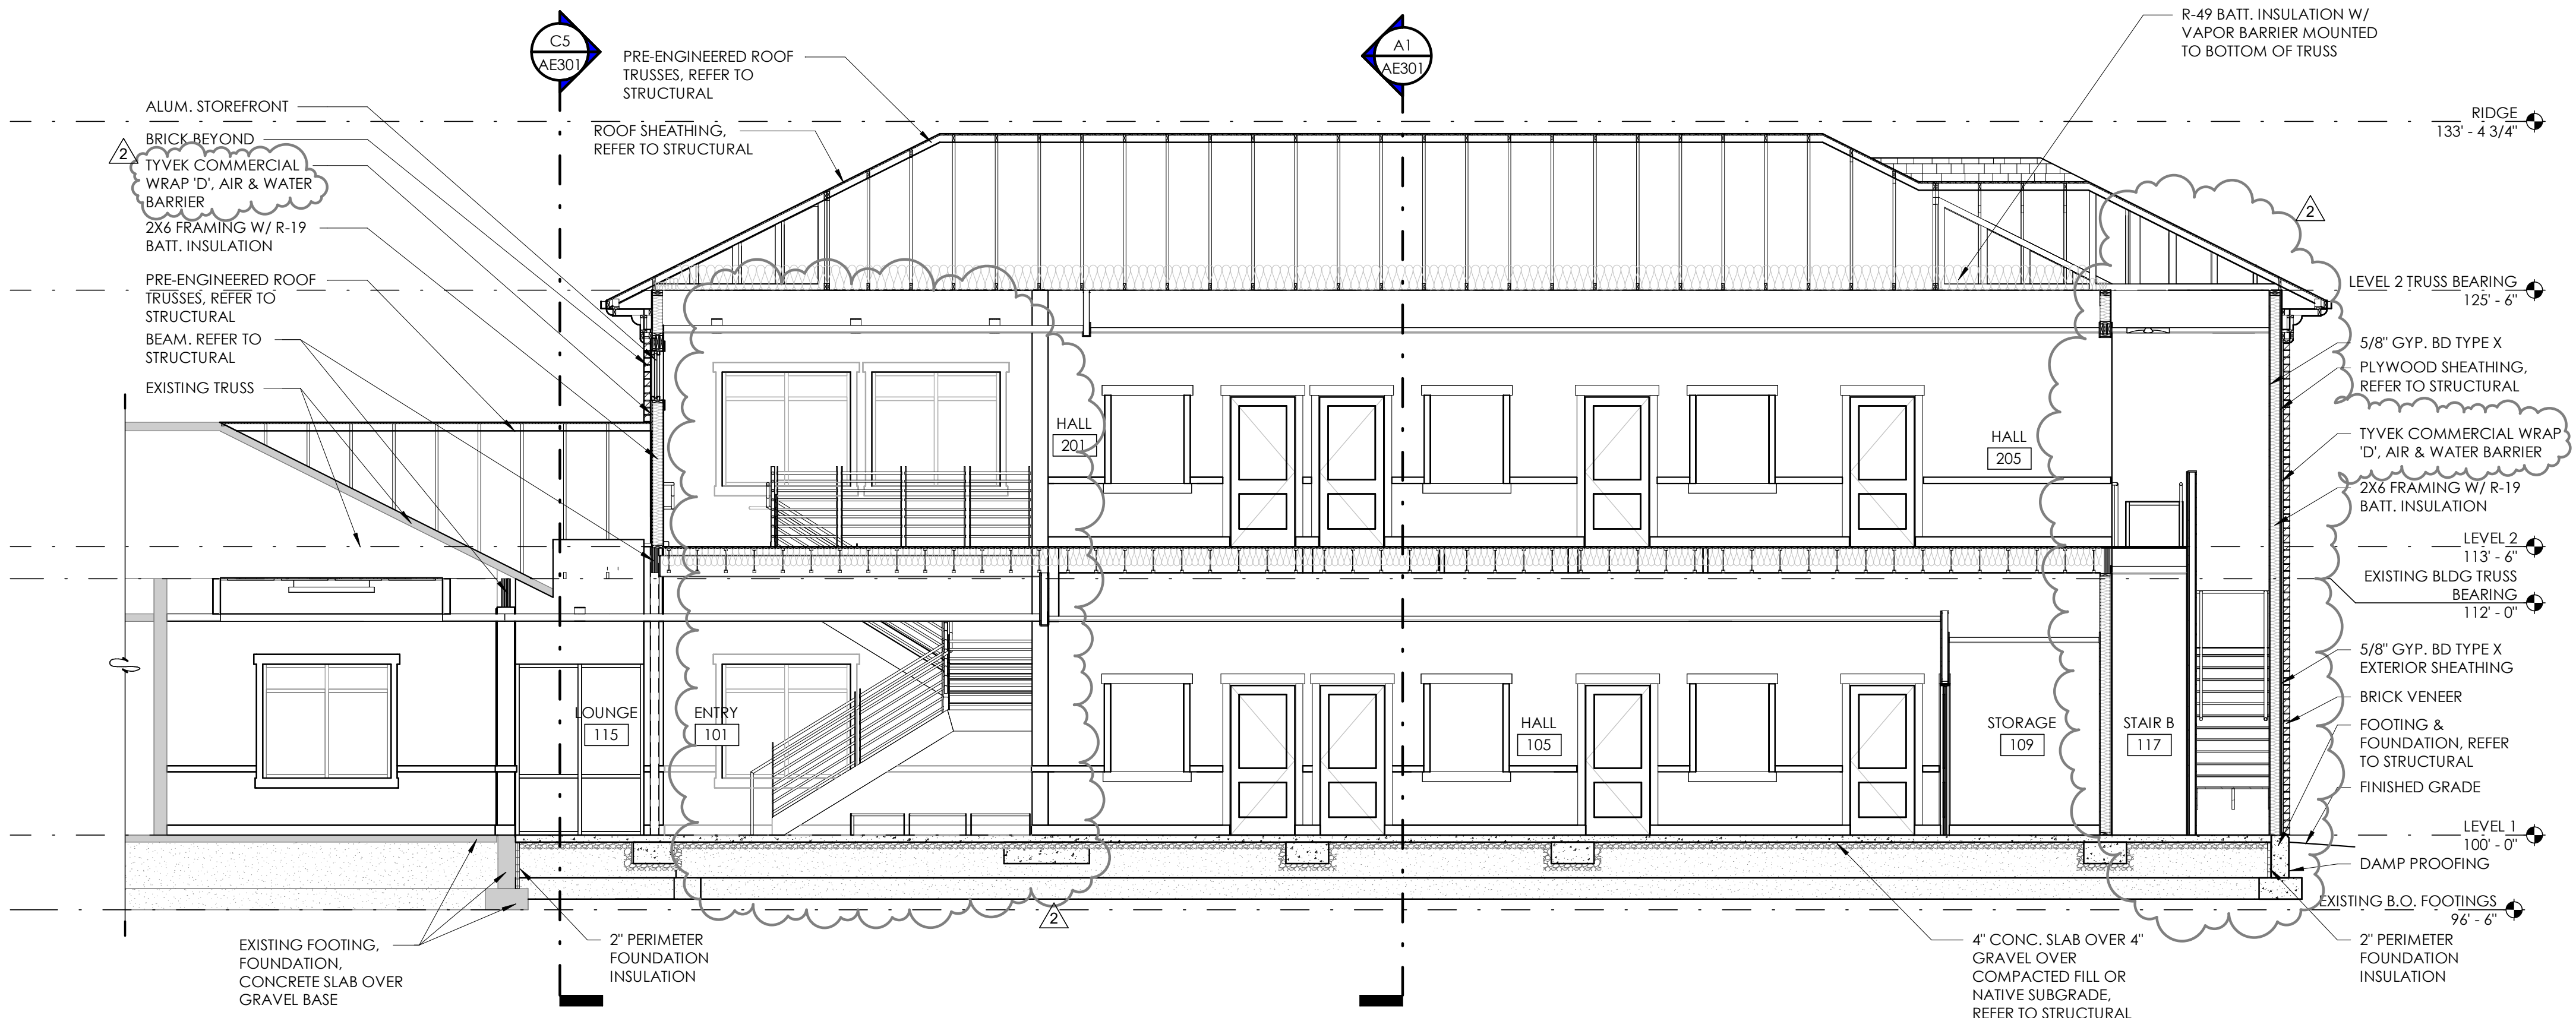 C5
AE301
A1
AE301
PRE-ENGINEERED ROOF
TRUSSES, REFER TO
STRUCTURAL
ROOF SHEATHING,
REFER TO STRUCTURAL
R-49 BATT. INSULATION W/
VAPOR BARRIER MOUNTED
TO BOTTOM OF TRUSS
ALUM. STOREFRONT
BRICK BEYOND
2
TYVEK COMMERCIAL
WRAP 'D', AIR & WATER
BARRIER
2X6 FRAMING W/ R-19
BATT. INSULATION
PRE-ENGINEERED ROOF
TRUSSES, REFER TO
STRUCTURAL
BEAM. REFER TO
STRUCTURAL
EXISTING TRUSS
RIDGE
133' - 4 3/4"
2
LEVEL 2 TRUSS BEARING
125' - 6"
5/8" GYP. BD TYPE X
PLYWOOD SHEATHING,
REFER TO STRUCTURAL
TYVEK COMMERCIAL WRAP
'D', AIR & WATER BARRIER
2X6 FRAMING W/ R-19
BATT. INSULATION
LEVEL 2
113' - 6"
EXISTING BLDG TRUSS
BEARING
112' - 0"
5/8" GYP. BD TYPE X
EXTERIOR SHEATHING
BRICK VENEER
FOOTING &
FOUNDATION, REFER
TO STRUCTURAL
FINISHED GRADE
LEVEL 1
100' - 0"
DAMP PROOFING
EXISTING B.O. FOOTINGS
96' - 6"
2" PERIMETER
FOUNDATION
INSULATION
HALL
201
HALL
205
LOUNGE
115
ENTRY
101
HALL
105
STORAGE
109
STAIR B
117
2
EXISTING FOOTING,
FOUNDATION,
CONCRETE SLAB OVER
GRAVEL BASE
2" PERIMETER
FOUNDATION
INSULATION
4" CONC. SLAB OVER 4"
GRAVEL OVER
COMPACTED FILL OR
NATIVE SUBGRADE,
REFER TO STRUCTURAL